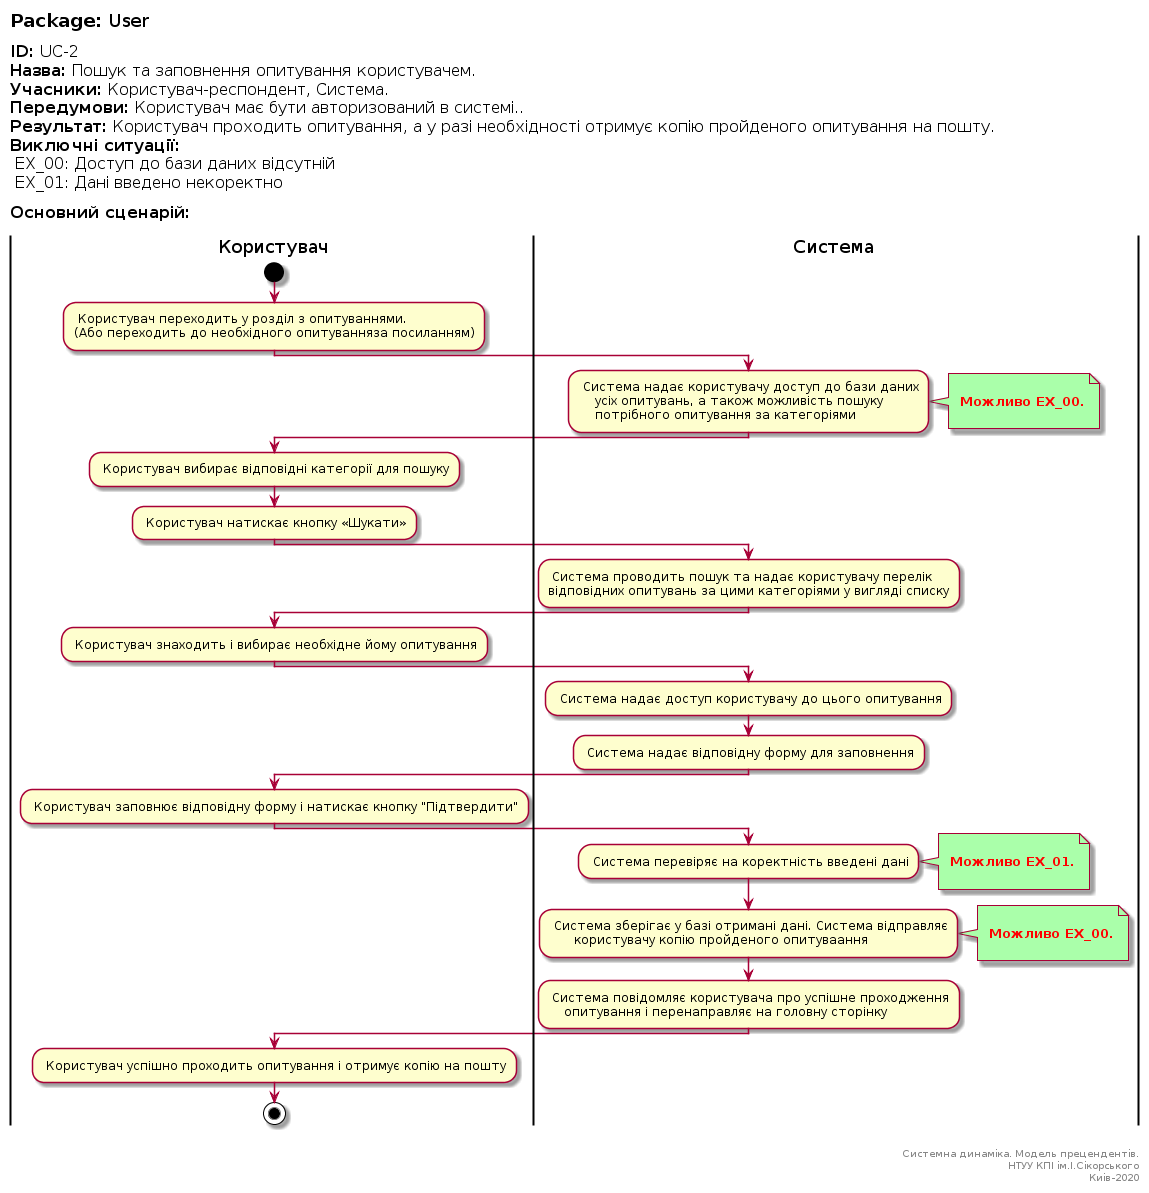 Package: User
ID: UC-2
Назва: Пошук та заповнення опитування користувачем.
Учасники: Користувач-респондент, Система.
Передумови: Користувач має бути авторизований в системі..
Результат: Користувач проходить опитування, а у разі необхідності отримує копію пройденого опитування на пошту.
Виключні ситуації:
EX_00: Доступ до бази даних відсутній
EX_01: Дані введено некоректно
Основний сценарій:
Користувач
Система
Користувач переходить у розділ з опитуваннями.
(Або переходить до необхідного опитуванняза посиланням)
Система надає користувачу доступ до бази даних
усіх опитувань, а також можливість пошуку
потрібного опитування за категоріями
Можливо EX_00.
Користувач вибирає відповідні категорії для пошуку
Користувач натискає кнопку «Шукати»
Система проводить пошук та надає користувачу перелік
відповідних опитувань за цими категоріями у вигляді списку
Користувач знаходить і вибирає необхідне йому опитування
Система надає доступ користувачу до цього опитування
Система надає відповідну форму для заповнення
Користувач заповнює відповідну форму і натискає кнопку "Підтвердити"
Система перевіряє на коректність введені дані
Можливо EX_01.
Система зберігає у базі отримані дані. Система відправляє
користувачу копію пройденого опитуваання
Можливо EX_00.
Система повідомляє користувача про успішне проходження
опитування і перенаправляє на головну сторінку
Користувач успішно проходить опитування і отримує копію на пошту
Системна динаміка. Модель прецендентів.
НТУУ КПІ ім.І.Сікорського
Киів-2020